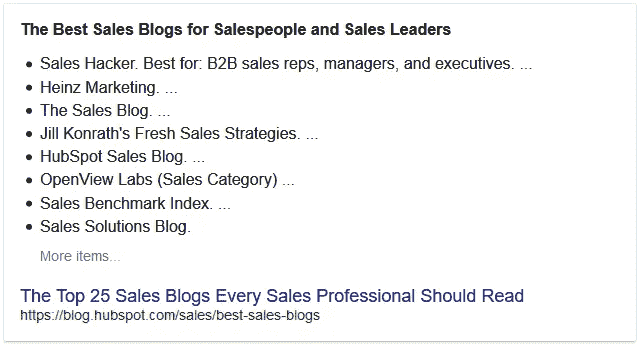 The Best Sales Blogs for Salespeople and Sales Leaders
• Sales Hacker. Best for: B2B sales reps, managers, and executives. ...
• Heinz Marketing. ...
• The Sales Blog. ...
• Jill Konrath's Fresh Sales Strategies. ...
• HubSpot Sales Blog. ...
• OpenView Labs (Sales Category) ...
• Sales Benchmark Index. ...
• Sales Solutions Blog.
More items...
The Top 25 Sales Blogs Every Sales Professional Should Read
https://blog.hubspot.com/sales/best-sales-blogs